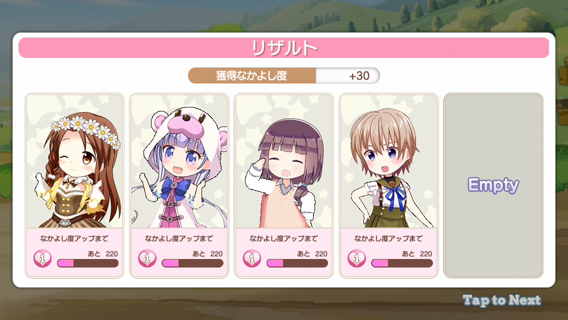 リザルト
獲得なかよし度 +30
なかよし度アップまで
あと 220
1
なかよし度アップまで
あと 220
1
なかよし度アップまで
あと 220
1
なかよし度アップまで
あと 220
1
Empty
Tap to Next